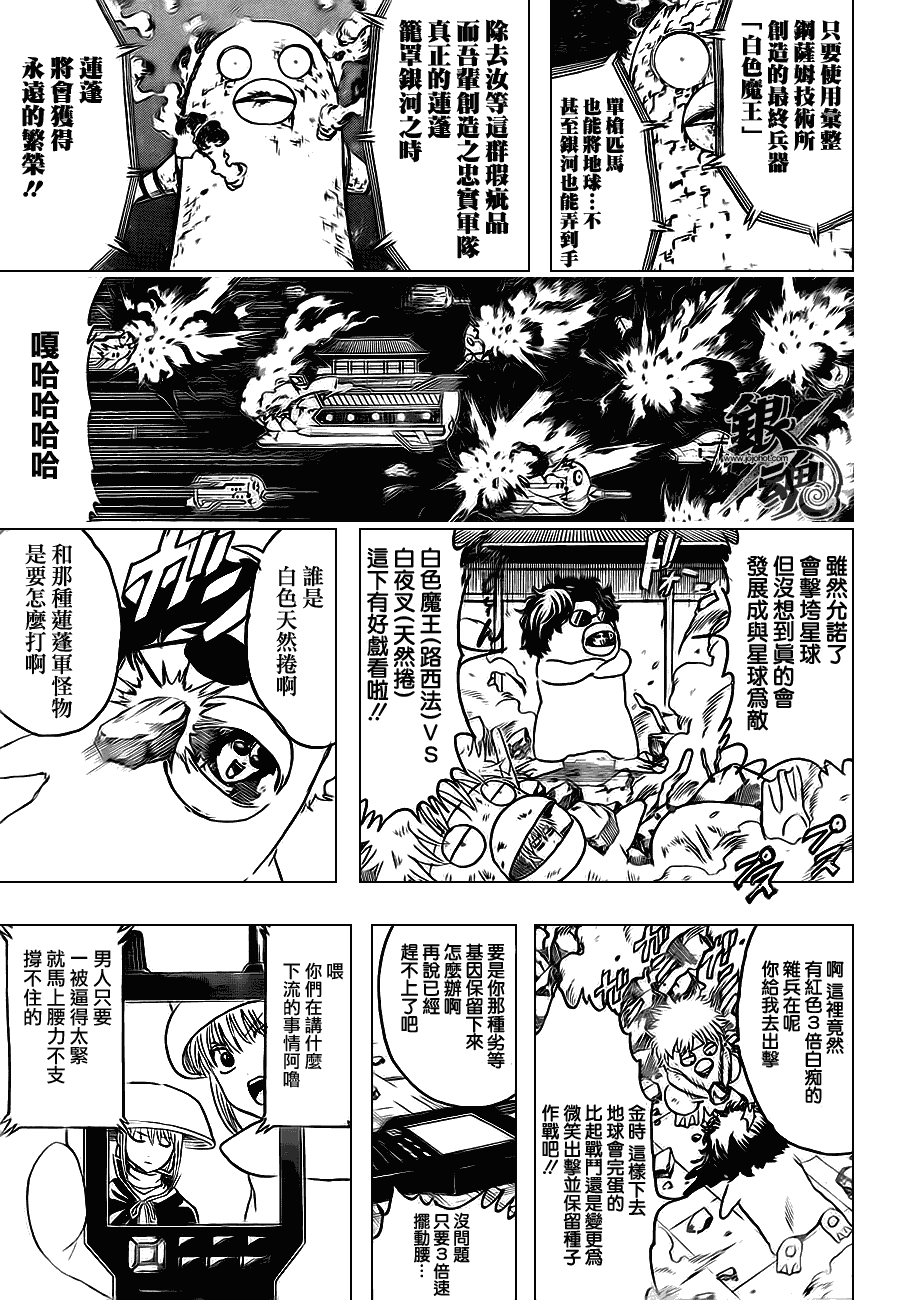 只要使用彙整
鋼薩姆技術所
創造的最終兵器
「白色魔王」
單槍匹馬
也能將地球…不
甚至銀河也能弄到手
除去汝等這群瑕疵品
而吾輩創造之忠實軍隊
真正的蓮蓬
籠罩銀河之時
蓮蓬
將會獲得
永遠的繁榮!!
嘎哈哈哈哈
銀魂
www.jojohot.com
雖然允諾了
會擊垮星球
但沒想到真的會
發展成與星球為敵
白色魔王(路西法)VS
白夜叉(天然捲)
這下有好戲看啦!!
誰是
白色天然捲啊
和那種蓮蓬軍怪物
是要怎麼打啊
啊 這裡竟然
有紅色3倍白痴的
雜兵在呢
你給我去出擊
金時 這樣下去
地球會完蛋的
比起戰鬥還是變更為
微笑出擊並保留種子
作戰吧!!
要是你那種劣等
基因保留下來
怎麼辦啊
再說已經
趕不上了吧
沒問題
只要3倍速
擺動腰…
喂
你們在講什麼
下流的事情阿嚕
男人只要
一被逼得太緊
就馬上腰力不支
撐不住的